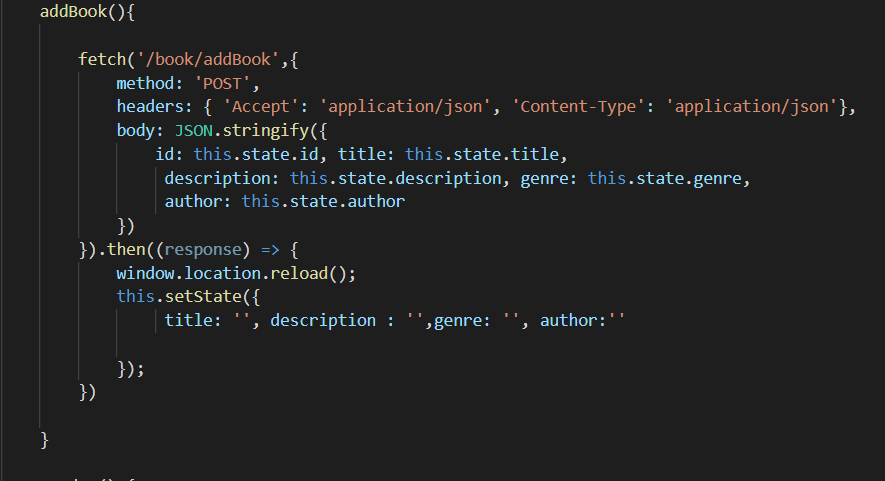 addBook(){
fetch('/book/addBook',{
method: 'POST',
headers: { 'Accept': 'application/json', 'Content-Type': 'application/json'},
body: JSON.stringify({
id: this.state.id, title: this.state.title,
description: this.state.description, genre: this.state.genre,
author: this.state.author
})
}).then((response) => {
window.location.reload();
this.setState({
title: '', description : '',genre: '', author:''
});
})
}